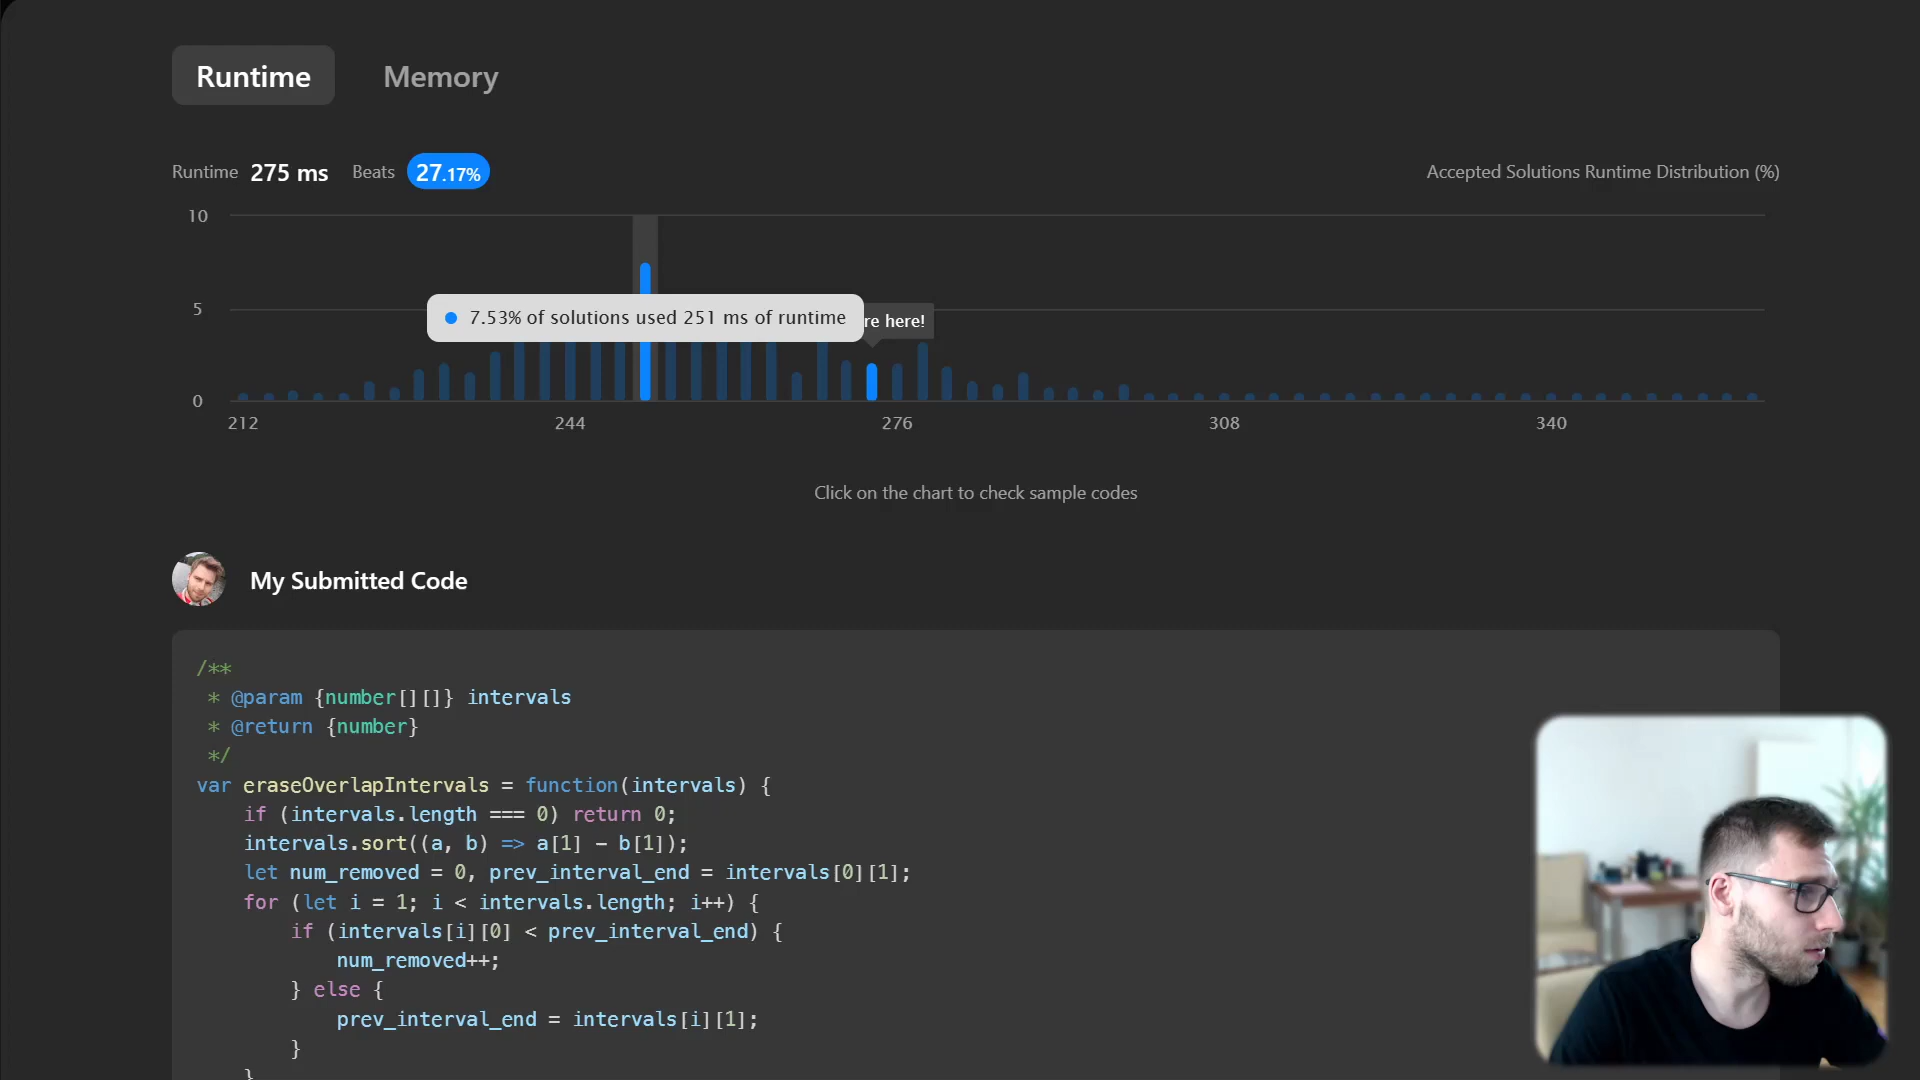 Runtime Memory
Runtime 275 ms Beats 27.17% Accepted Solutions Runtime Distribution (%)
10
5
7.53% of solutions used 251 ms of runtime
re here!
0
212 244 276 308 340
Click on the chart to check sample codes
My Submitted Code
/**
 * @param {number[][]} intervals
 * @return {number}
 */
var eraseOverlapIntervals = function(intervals) {
    if (intervals.length === 0) return 0;
    intervals.sort((a, b) => a[1] - b[1]);
    let num_removed = 0, prev_interval_end = intervals[0][1];
    for (let i = 1; i < intervals.length; i++) {
        if (intervals[i][0] < prev_interval_end) {
            num_removed++;
        } else {
            prev_interval_end = intervals[i][1];
        }
    }